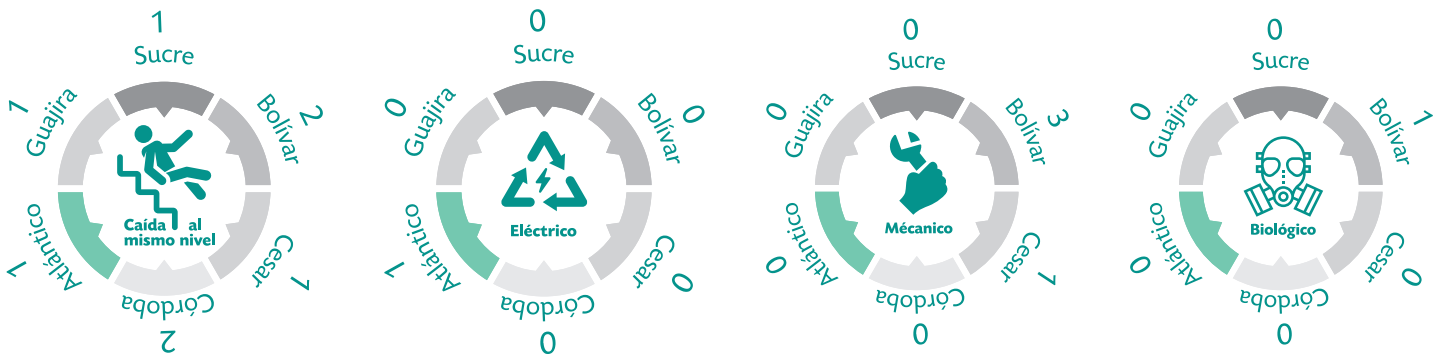 1
Sucre
2
Bolívar
1
Cesar
2
Córdoba
1
Atlántico
1
Guajira
Caída al
mismo nivel
0
Sucre
0
Bolívar
0
Cesar
0
Córdoba
1
Atlántico
0
Guajira
Eléctrico
0
Sucre
3
Bolívar
1
Cesar
0
Córdoba
0
Atlántico
0
Guajira
Mécanico
0
Sucre
1
Bolívar
0
Cesar
0
Córdoba
0
Atlántico
0
Guajira
Biológico